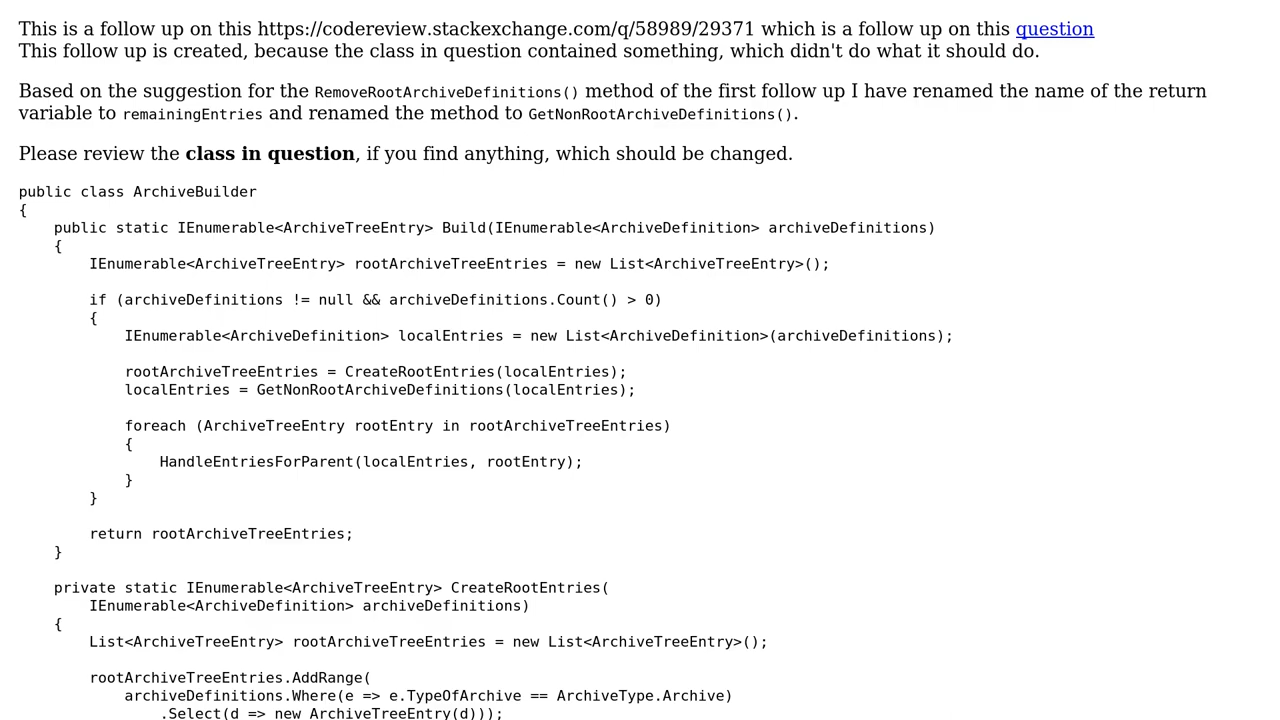 This is a follow up on this https://codereview.stackexchange.com/q/58989/29371 which is a follow up on this question
This follow up is created, because the class in question contained something, which didn't do what it should do.
Based on the suggestion for the RemoveRootArchiveDefinitions() method of the first follow up I have renamed the name of the return
variable to remainingEntries and renamed the method to GetNonRootArchiveDefinitions().
Please review the class in question, if you find anything, which should be changed.
public class ArchiveBuilder
{
    public static IEnumerable<ArchiveTreeEntry> Build(IEnumerable<ArchiveDefinition> archiveDefinitions)
    {
        IEnumerable<ArchiveTreeEntry> rootArchiveTreeEntries = new List<ArchiveTreeEntry>();
        if (archiveDefinitions != null && archiveDefinitions.Count() > 0)
        {
            IEnumerable<ArchiveDefinition> localEntries = new List<ArchiveDefinition>(archiveDefinitions);
            rootArchiveTreeEntries = CreateRootEntries(localEntries);
            localEntries = GetNonRootArchiveDefinitions(localEntries);
            foreach (ArchiveTreeEntry rootEntry in rootArchiveTreeEntries)
            {
                HandleEntriesForParent(localEntries, rootEntry);
            }
        }
        return rootArchiveTreeEntries;
    }
    private static IEnumerable<ArchiveTreeEntry> CreateRootEntries(
        IEnumerable<ArchiveDefinition> archiveDefinitions)
    {
        List<ArchiveTreeEntry> rootArchiveTreeEntries = new List<ArchiveTreeEntry>();
        rootArchiveTreeEntries.AddRange(
            archiveDefinitions.Where(e => e.TypeOfArchive == ArchiveType.Archive)
                .Select(d => new ArchiveTreeEntry(d)));